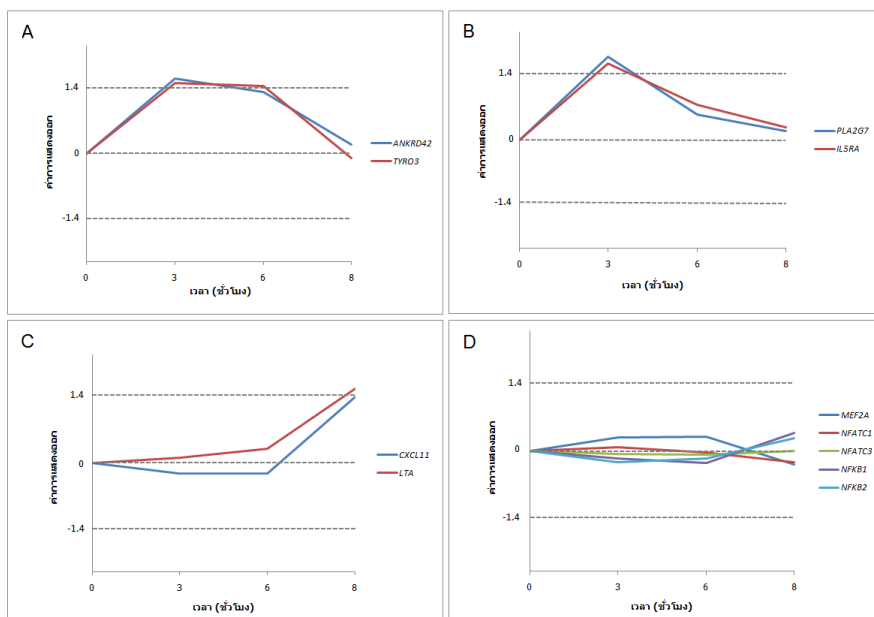 A
ค่าการแสดงออก
1.4
0
-1.4
0
3
6
8
เวลา (ชั่วโมง)
ANKRD42
TYRO3
B
ค่าการแสดงออก
1.4
0
-1.4
0
3
6
8
เวลา (ชั่วโมง)
PLA2G7
IL5RA
C
ค่าการแสดงออก
1.4
0
-1.4
0
3
6
8
เวลา (ชั่วโมง)
CXCL11
LTA
D
ค่าการแสดงออก
1.4
0
-1.4
0
3
6
8
เวลา (ชั่วโมง)
MEF2A
NFATC1
NFATC3
NFKB1
NFKB2